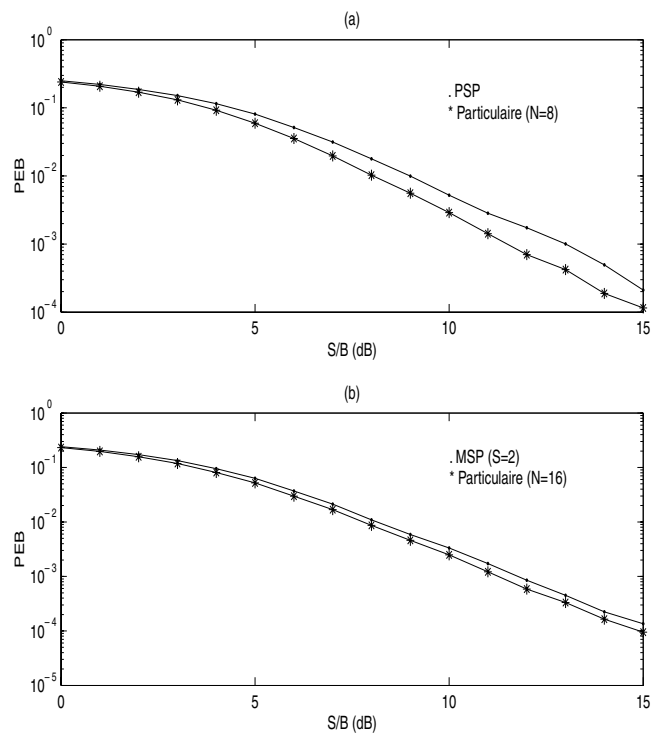 (a)
10^0
10^-1
10^-2
10^-3
10^-4
PEB
. PSP
* Particulaire (N=8)
0 5 10 15
S/B (dB)
(b)
10^0
10^-1
10^-2
10^-3
10^-4
10^-5
PEB
. MSP (S=2)
* Particulaire (N=16)
0 5 10 15
S/B (dB)